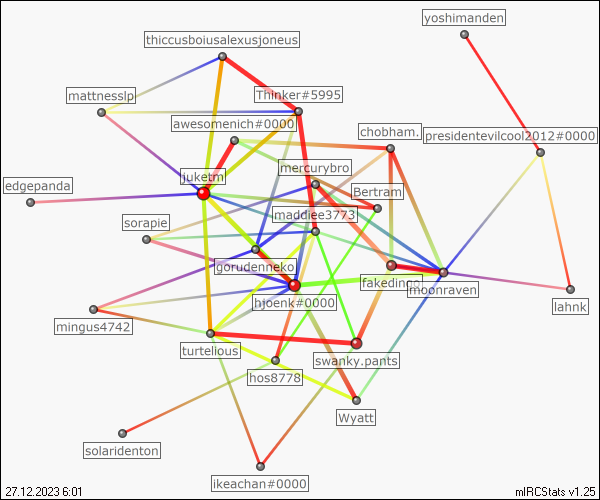 yoshimanden
thiccusboiusalexusjoneus
mattnesslp
Thinker#5995
awesomenich#0000
chobham.
presidentevilcool2012#0000
mercurybro
juketm
edgepanda
Bertram
maddiee3773
sorapie
gorudenneko
fakedingo
moonraven
hjoenk#0000
lahnk
mingus4742
turtelious
swanky.pants
hos8778
Wyatt
solaridenton
ikeachan#0000
27.12.2023 6:01
mIRCStats v1.25